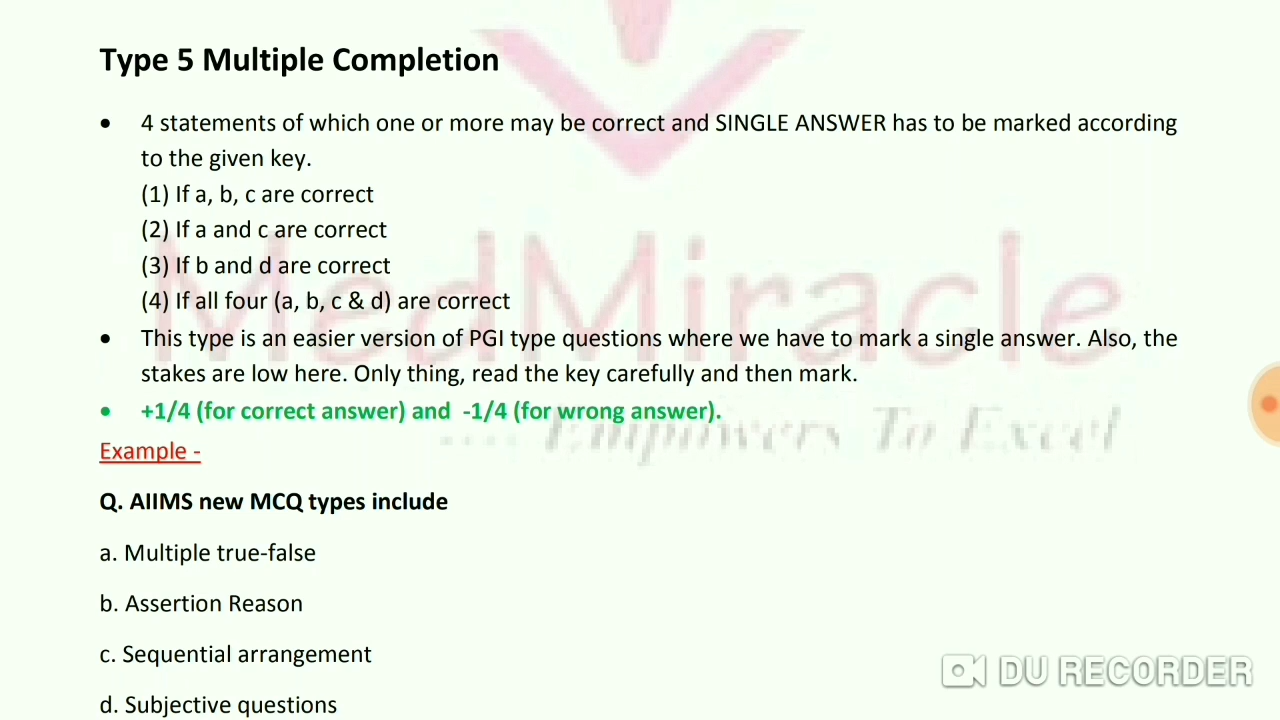 Type 5 Multiple Completion
• 4 statements of which one or more may be correct and SINGLE ANSWER has to be marked according
to the given key.
(1) If a, b, c are correct
(2) If a and c are correct
(3) If b and d are correct
(4) If all four (a, b, c & d) are correct
• This type is an easier version of PGI type questions where we have to mark a single answer. Also, the
stakes are low here. Only thing, read the key carefully and then mark.
• +1/4 (for correct answer) and -1/4 (for wrong answer).
MedMiracle
.... Empowers To Excel
Example -
Q. AIIMS new MCQ types include
a. Multiple true-false
b. Assertion Reason
c. Sequential arrangement
d. Subjective questions
DU RECORDER